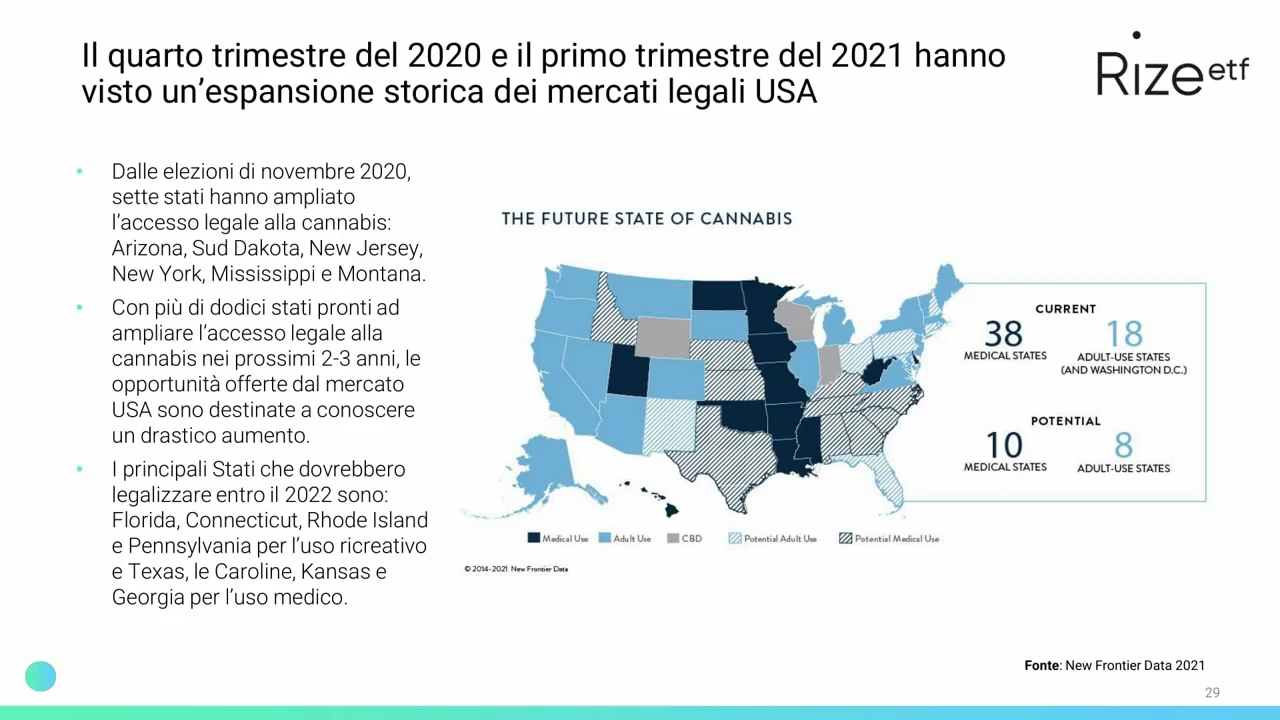 Il quarto trimestre del 2020 e il primo trimestre del 2021 hanno
visto un’espansione storica dei mercati legali USA
Rize etf
• Dalle elezioni di novembre 2020,
sette stati hanno ampliato
l’accesso legale alla cannabis:
Arizona, Sud Dakota, New Jersey,
New York, Mississippi e Montana.
• Con più di dodici stati pronti ad
ampliare l’accesso legale alla
cannabis nei prossimi 2-3 anni, le
opportunità offerte dal mercato
USA sono destinate a conoscere
un drastico aumento.
• I principali Stati che dovrebbero
legalizzare entro il 2022 sono:
Florida, Connecticut, Rhode Island
e Pennsylvania per l’uso ricreativo
e Texas, le Caroline, Kansas e
Georgia per l’uso medico.
THE FUTURE STATE OF CANNABIS
CURRENT
38 18
MEDICAL STATES ADULT-USE STATES
(AND WASHINGTON D.C.)
POTENTIAL
10 8
MEDICAL STATES ADULT-USE STATES
Medical Use Adult Use CBD Potential Adult Use Potential Medical Use
© 2014-2021 New Frontier Data
Fonte: New Frontier Data 2021
29